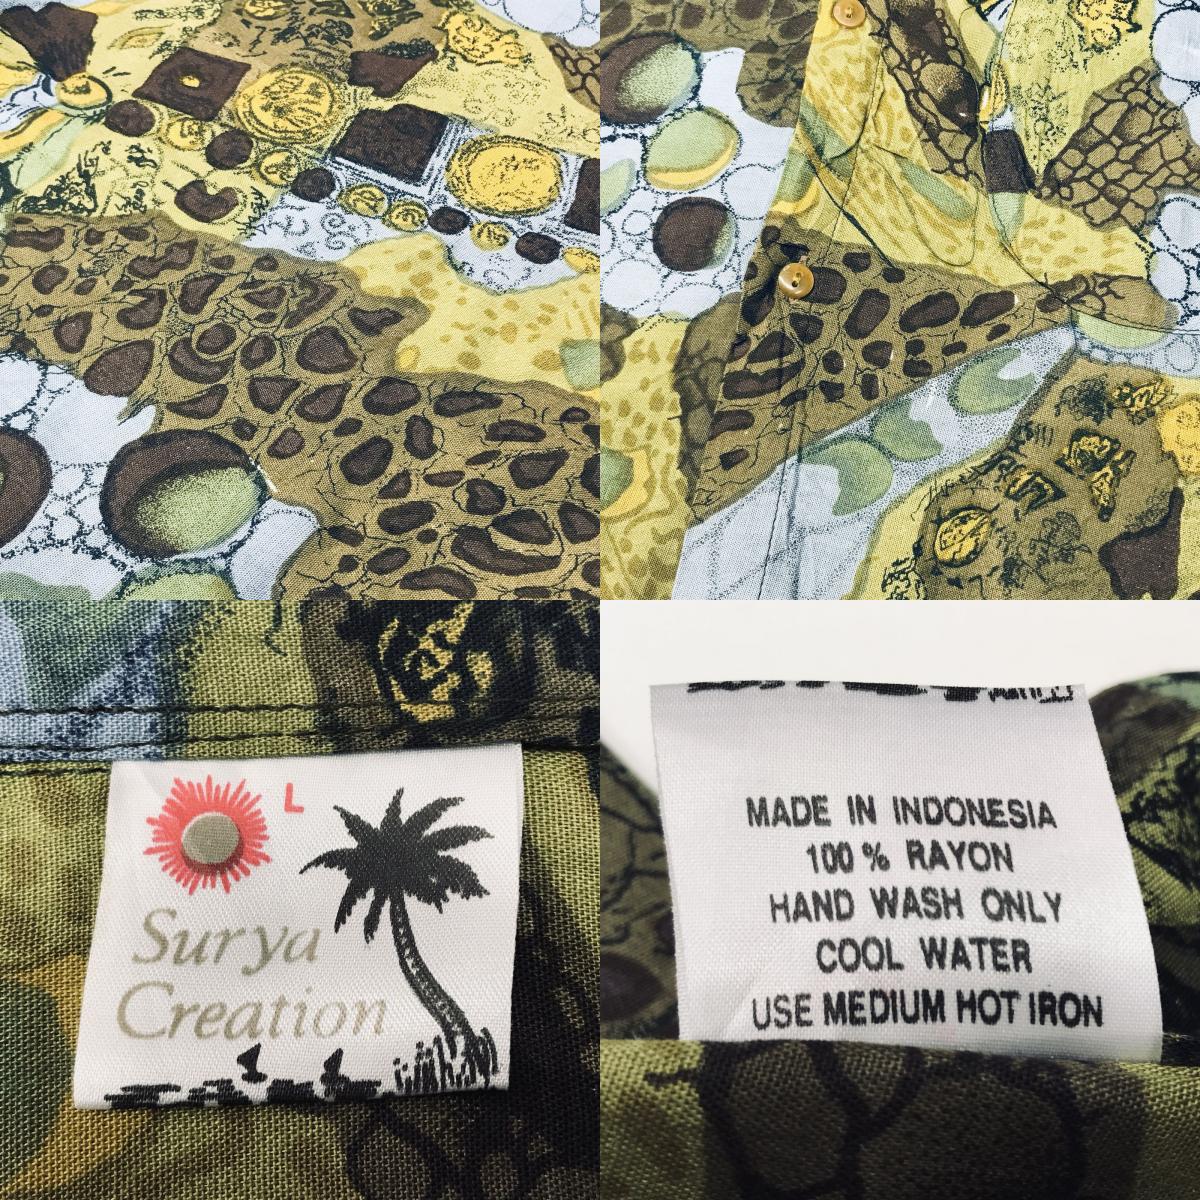 L
Surya
Creation
MADE IN INDONESIA
100 % RAYON
HAND WASH ONLY
COOL WATER
USE MEDIUM HOT IRON